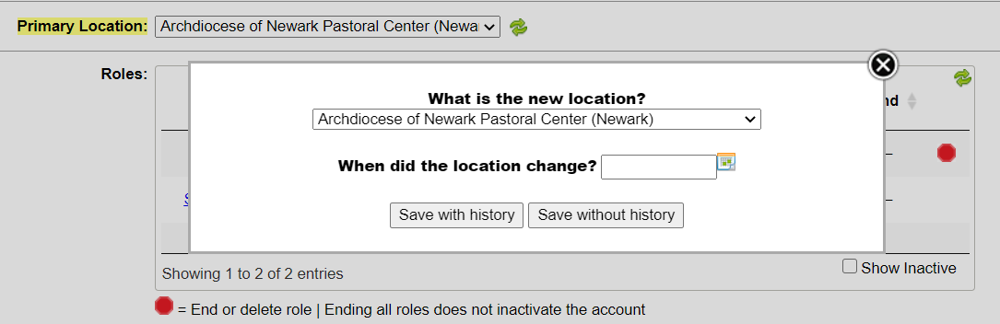 Primary Location: Archdiocese of Newark Pastoral Center (Newa
Roles:
What is the new location?
Archdiocese of Newark Pastoral Center (Newark)
When did the location change?
Save with history Save without history
Showing 1 to 2 of 2 entries
Show Inactive
= End or delete role | Ending all roles does not inactivate the account